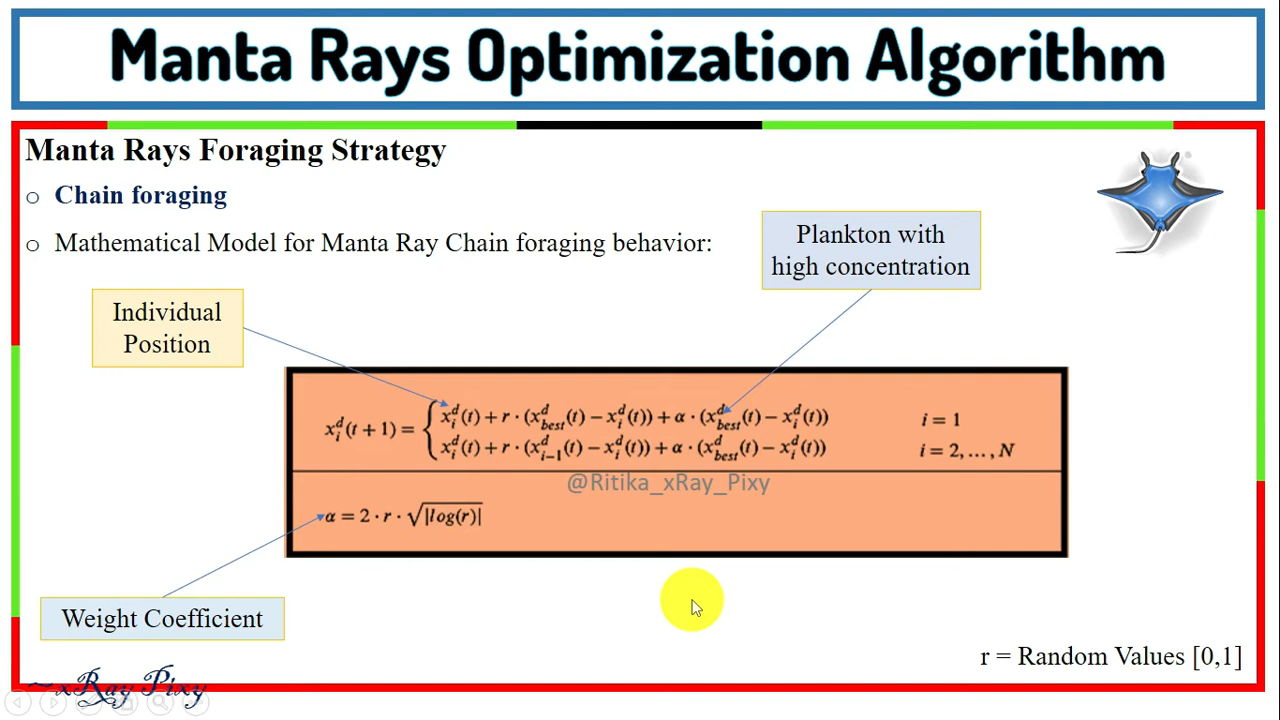 Manta Rays Optimization Algorithm
Manta Rays Foraging Strategy
o Chain foraging
o Mathematical Model for Manta Ray Chain foraging behavior:
Plankton with
high concentration
Individual
Position
x_i^d(t + 1) = { x_i^d(t) + r · (x_best^d(t) − x_i^d(t)) + α · (x_best^d(t) − x_i^d(t)) i = 1
x_i^d(t) + r · (x_{i−1}^d(t) − x_i^d(t)) + α · (x_best^d(t) − x_i^d(t)) i = 2, ..., N
@Ritika_xRay_Pixy
α = 2 · r · √|log(r)|
Weight Coefficient
r = Random Values [0,1]
~xRay Pixy